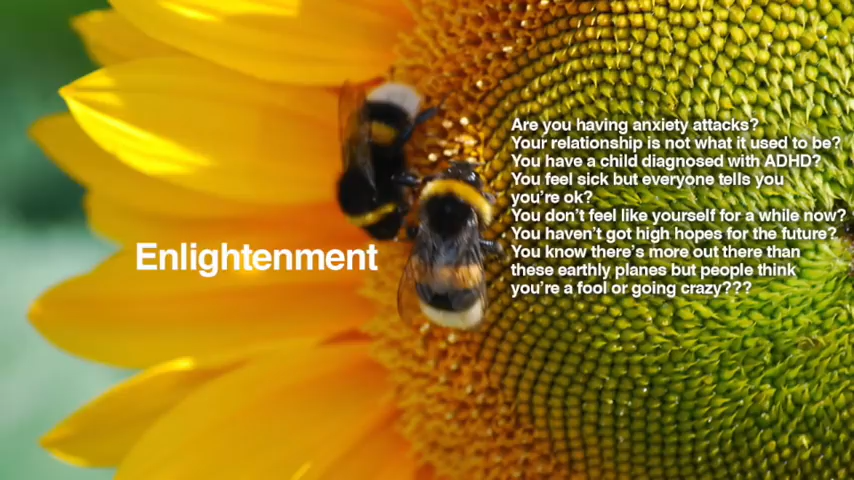 Enlightenment
Are you having anxiety attacks?
Your relationship is not what it used to be?
You have a child diagnosed with ADHD?
You feel sick but everyone tells you
you're ok?
You don't feel like yourself for a while now?
You haven't got high hopes for the future?
You know there's more out there than
these earthly planes but people think
you're a fool or going crazy???